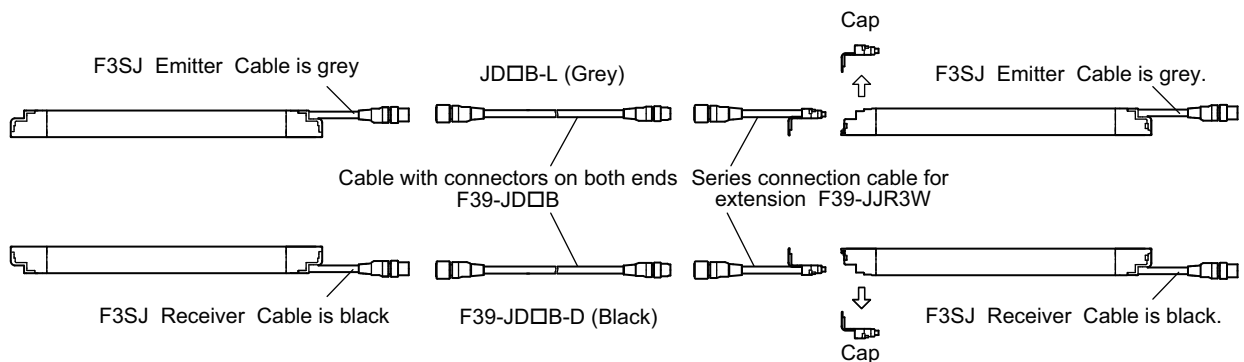 Cap
F3SJ Emitter Cable is grey
JD□B-L (Grey)
F3SJ Emitter Cable is grey.
Cable with connectors on both ends
F39-JD□B
Series connection cable for
extension F39-JJR3W
F3SJ Receiver Cable is black
F39-JD□B-D (Black)
F3SJ Receiver Cable is black.
Cap